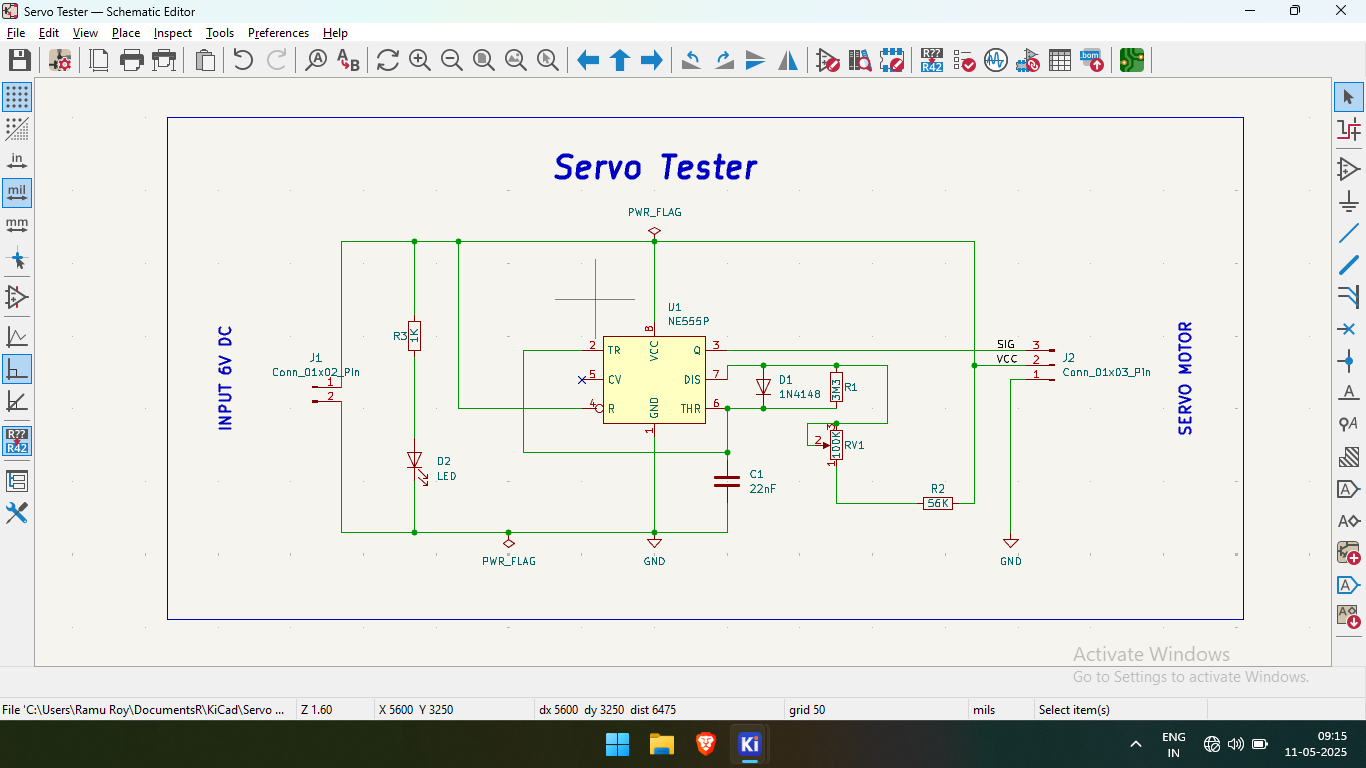 Servo Tester — Schematic Editor
File Edit View Place Inspect Tools Preferences Help
A
A B
R??
R42
bom
in
mil
mm
R??
R42
Servo Tester
PWR_FLAG
U1
NE555P
8
VCC
2 TR
Q 3
5 CV
DIS 7
4 R
THR 6
GND
1
R3
1K
J1
Conn_01x02_Pin
1
2
INPUT 6V DC
D1
1N4148
3M3
R1
SIG 3
VCC 2
1
J2
Conn_01x03_Pin
SERVO MOTOR
3
2
100K
RV1
1
D2
LED
C1
22nF
R2
56K
PWR_FLAG
GND
GND
Activate Windows
Go to Settings to activate Windows.
File 'C:\Users\Ramu Roy\DocumentsR\KiCad\Servo ... Z 1.60 X 5600 Y 3250 dx 5600 dy 3250 dist 6475 grid 50 mils Select item(s)
Ki
ENG
IN
09:15
11-05-2025